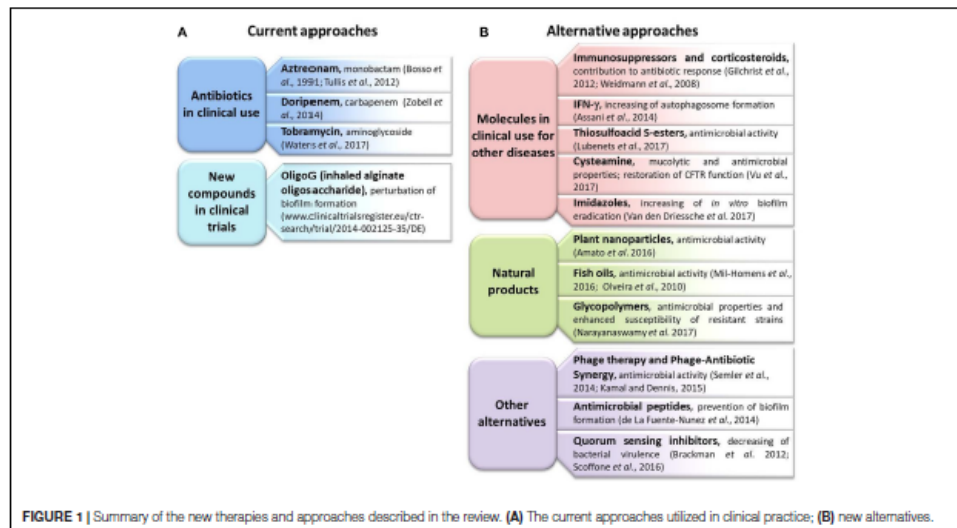 A Current approaches
Antibiotics
in clinical use
Aztreonam, monobactam (Bosso
et al., 1991; Tullis et al., 2012)
Doripenem, carbapenem (Zobell
et al., 2014)
Tobramycin, aminoglycoside
(Waters et al., 2017)
New
compounds
in clinical
trials
OligoG (inhaled alginate
oligosaccharide), perturbation of
biofilm formation
(www.clinicaltrialsregister.eu/ctr-
search/trial/2014-002125-35/DE)
B Alternative approaches
Molecules in
clinical use for
other diseases
Immunosuppressors and corticosteroids,
contribution to antibiotic response (Gilchrist et al.,
2012; Weidmann et al., 2008)
IFN-γ, increasing of autophagosome formation
(Assani et al., 2014)
Thiosulfoacid S-esters, antimicrobial activity
(Lubenets et al., 2017)
Cysteamine, mucolytic and antimicrobial
properties; restoration of CFTR function (Vu et al.,
2017)
Imidazoles, increasing of in vitro biofilm
eradication (Van den Driessche et al. 2017)
Natural
products
Plant nanoparticles, antimicrobial activity
(Amato et al. 2016)
Fish oils, antimicrobial activity (Mil-Homens et al.,
2016; Olveira et al., 2010)
Glycopolymers, antimicrobial properties and
enhanced susceptibility of resistant strains
(Narayanaswamy et al. 2017)
Other
alternatives
Phage therapy and Phage-Antibiotic
Synergy, antimicrobial activity (Semler et al.,
2014; Kamal and Dennis, 2015)
Antimicrobial peptides, prevention of biofilm
formation (de La Fuente-Nunez et al., 2014)
Quorum sensing inhibitors, decreasing of
bacterial virulence (Brackman et al. 2012;
Scoffone et al., 2016)
FIGURE 1 | Summary of the new therapies and approaches described in the review. (A) The current approaches utilized in clinical practice; (B) new alternatives.